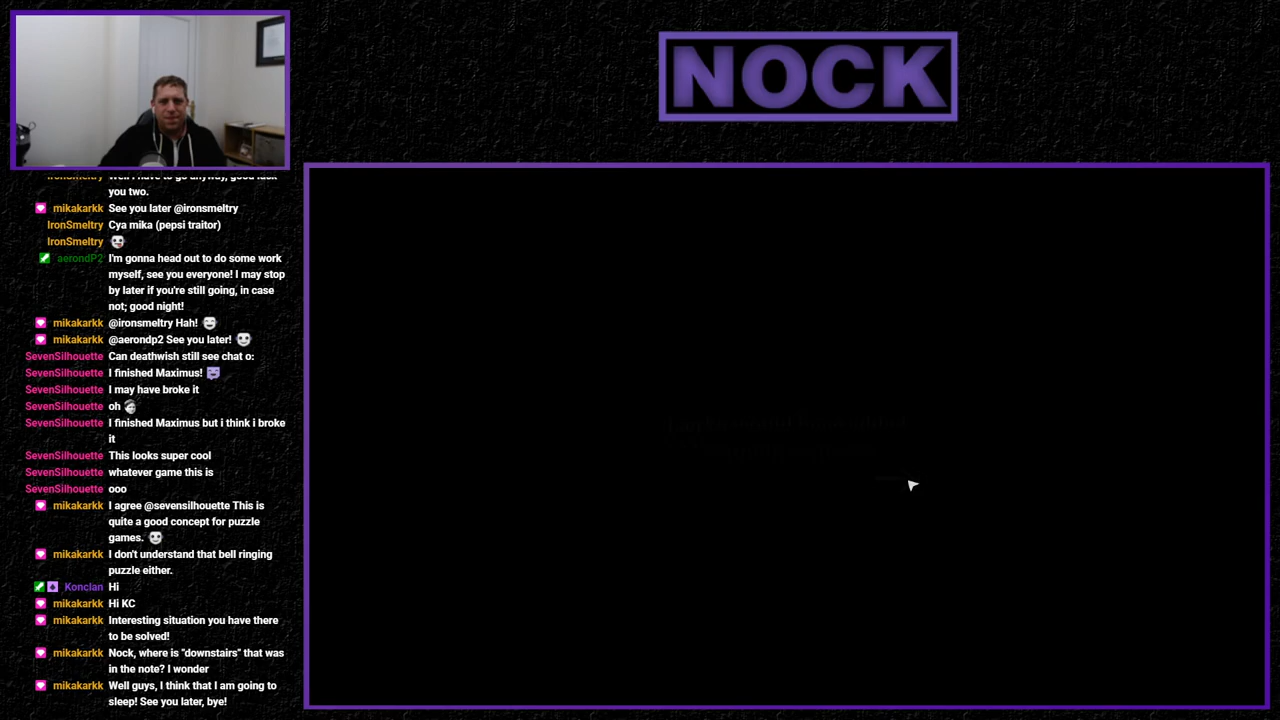 NOCK
you two.
mikakarkk See you later @ironsmeltry
IronSmeltry Cya mika (pepsi traitor)
IronSmeltry
aerondP2 I'm gonna head out to do some work
myself, see you everyone! I may stop
by later if you're still going, in case
not; good night!
mikakarkk @ironsmeltry Hah!
mikakarkk @aerondp2 See you later!
SevenSilhouette Can deathwish still see chat o:
SevenSilhouette I finished Maximus!
SevenSilhouette I may have broke it
SevenSilhouette oh
SevenSilhouette I finished Maximus but i think i broke
it
SevenSilhouette This looks super cool
SevenSilhouette whatever game this is
SevenSilhouette ooo
mikakarkk I agree @sevensilhouette This is
quite a good concept for puzzle
games.
mikakarkk I don't understand that bell ringing
puzzle either.
Konclan Hi
mikakarkk Hi KC
mikakarkk Interesting situation you have there
to be solved!
mikakarkk Nock, where is "downstairs" that was
in the note? I wonder
mikakarkk Well guys, I think that I am going to
sleep! See you later, bye!